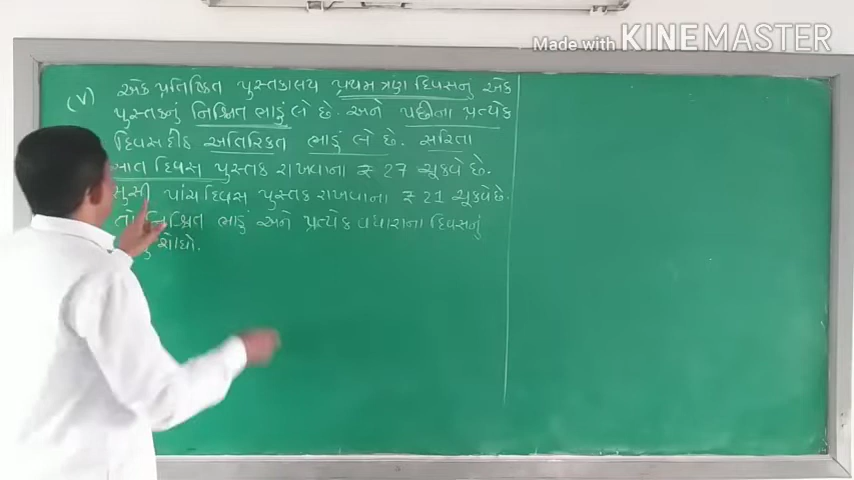 Made with KINEMASTER
(V) એક પ્રતિષ્ઠિત પુસ્તકાલય પ્રથમ ત્રણ દિવસનું એક
પુસ્તકનું નિશ્ચિત ભાડું લે છે. અને પછીના પ્રત્યેક
દિવસ દીઠ અતિરિક્ત ભાડું લે છે. સરિતા
સાત દિવસ પુસ્તક રાખવાના ₹ 27 ચૂકવે છે.
સુસી પાંચ દિવસ પુસ્તક રાખવાના ₹ 21 ચૂકવે છે.
તો નિશ્ચિત ભાડું અને પ્રત્યેક વધારાના દિવસનું
શોધો.